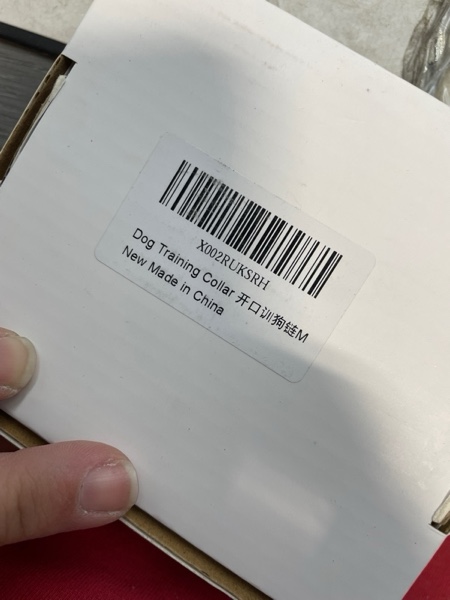 X002RUKSRH
Dog Training Collar 开口训狗链M
New Made in China